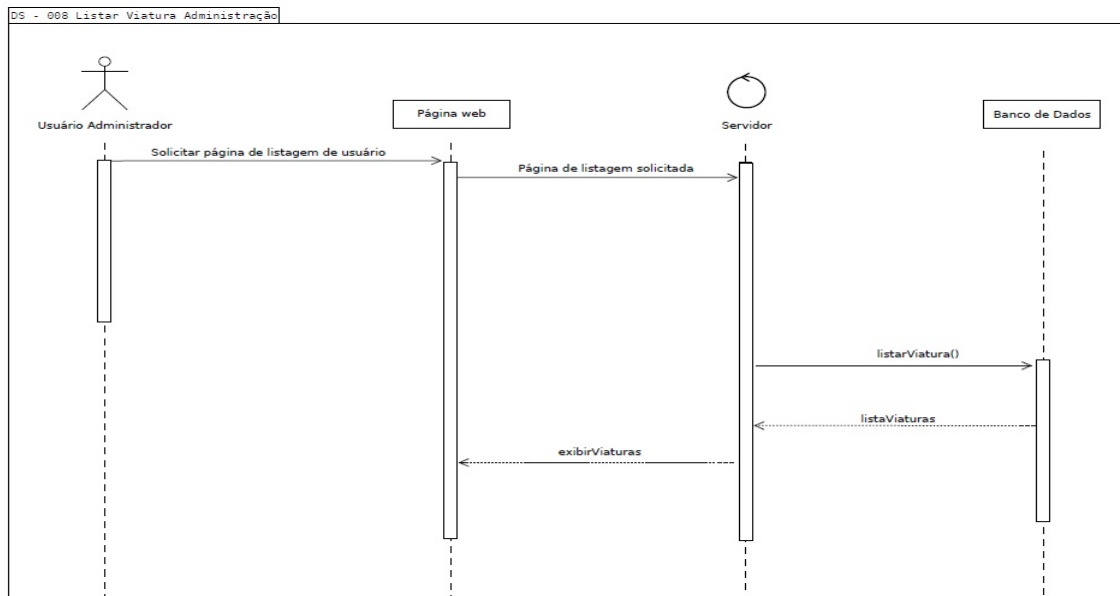 DS - 008 Listar Viatura Administração
Usuário Administrador
Página web
Servidor
Banco de Dados
Solicitar página de listagem de usuário
Página de listagem solicitada
listarViatura()
listaViaturas
exibirViaturas